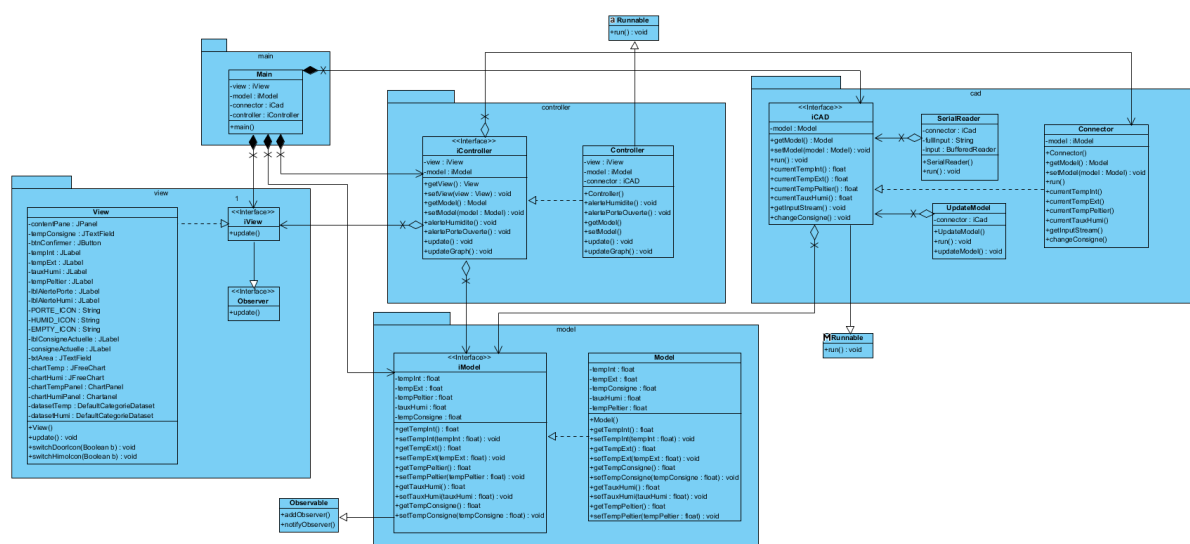 Runnable
+run() : void
main
Main
-view : iView
-model : iModel
-connector : iCad
-controller : iController
+main()
controller
<<Interface>>
iController
-view : iView
-model : iModel
+getView() : View
+setView(view : View) : void
+getModel() : Model
+setModel(model : Model) : void
+alerteHumidite() : void
+alertePorteOuverte() : void
+update() : void
+updateGraph() : void
Controller
-view : iView
-model : iModel
-connector : iCAD
+Controller()
+alerteHumidite() : void
+alertePorteOuverte() : void
+getModel()
+setModel()
+update() : void
+updateGraph() : void
cad
<<Interface>>
iCAD
-model : Model
+getModel() : Model
+setModel(model : Model) : void
+run() : void
+currentTempInt() : float
+currentTempExt() : float
+currentTempPeltier() : float
+currentTauxHumi() : float
+getInputStream() : void
+changeConsigne() : void
SerialReader
-connector : iCad
-fullInput : String
-input : BufferedReader
+SerialReader()
+run() : void
UpdateModel
-connector : iCad
+UpdateModel()
+run() : void
+updateModel() : void
Connector
-model : iModel
+Connector()
+getModel() : Model
+setModel(model : Model) : void
+run()
+currentTempInt()
+currentTempExt()
+currentTempPeltier()
+currentTauxHumi()
+getInputStream()
+changeConsigne()
view
View
-contentPane : JPanel
-tempConsigne : JTextField
-btnConfirmer : JButton
-tempInt : JLabel
-tempExt : JLabel
-tauxHumi : JLabel
-tempPeltier : JLabel
-lblAlertePorte : JLabel
-lblAlerteHumi : JLabel
-PORTE_ICON : String
-HUMID_ICON : String
-EMPTY_ICON : String
-lblConsigneActuelle : JLabel
-consigneActuelle : JLabel
-txtArea : JTextField
-chartTemp : JFreeChart
-chartHumi : JFreeChart
-chartTempPanel : ChartPanel
-chartHumiPanel : Chartanel
-datasetTemp : DefaultCategorieDataset
-datasetHumi : DefaultCategorieDataset
+View()
+update() : void
+switchDoorIcon(Boolean b) : void
+switchHimoIcon(Boolean b) : void
1
<<Interface>>
iView
+update()
<<Interface>>
Observer
+update()
Runnable
+run() : void
model
<<Interface>>
iModel
-tempInt : float
-tempExt : float
-tempPeltier : float
-tauxHumi : float
-tempConsigne : float
+getTempInt() : float
+setTempInt(tempInt : float) : void
+getTempExt() : float
+setTempExt(tempExt : float) : void
+getTempPeltier() : float
+setTempPeltier(tempPeltier : float) : void
+getTauxHumi() : float
+setTauxHumi(tauxHumi : float) : void
+getTempConsigne() : float
+setTempConsigne(tempConsigne : float) : void
Model
-tempInt : float
-tempExt : float
-tempConsigne : float
-tauxHumi : float
-tempPeltier : float
+Model()
+getTempInt() : float
+setTempInt(tempInt : float) : void
+getTempExt() : float
+setTempExt(tempExt : float) : void
+getTempConsigne() : float
+setTempConsigne(tempConsigne : float) : void
+getTauxHumi() : float
+setTauxHumi(tauxHumi : float) : void
+getTempPeltier() : float
+setTempPeltier(tempPeltier : float) : void
Observable
+addObserver()
+notifyObserver()